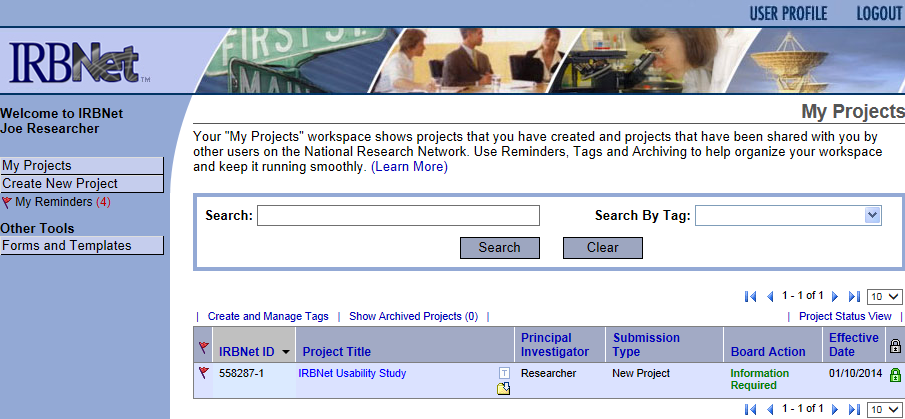 USER PROFILE LOGOUT
FIRST ST
MAIN
IRBNet™
Welcome to IRBNet
Joe Researcher
My Projects
Create New Project
My Reminders (4)
Other Tools
Forms and Templates
My Projects
Your "My Projects" workspace shows projects that you have created and projects that have been shared with you by
other users on the National Research Network. Use Reminders, Tags and Archiving to help organize your workspace
and keep it running smoothly. (Learn More)
Search: Search By Tag:
Search Clear
1 - 1 of 1 10
| Create and Manage Tags | Show Archived Projects (0) | | Project Status View |
IRBNet ID Project Title Principal Investigator Submission Type Board Action Effective Date
558287-1 IRBNet Usability Study T Researcher New Project Information Required 01/10/2014
1 - 1 of 1 10